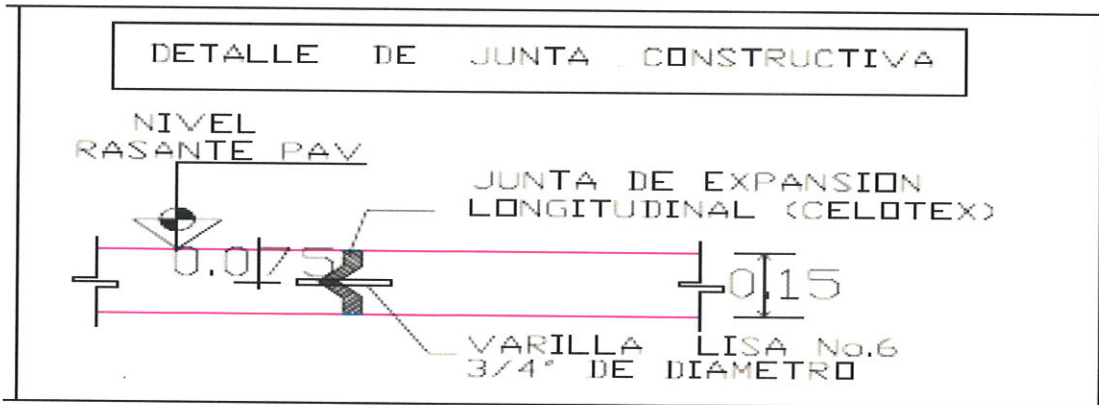 DETALLE DE JUNTA CONSTRUCTIVA
NIVEL
RASANTE PAV
JUNTA DE EXPANSION
LONGITUDINAL (CELOTEX)
0.075
0.15
VARILLA LISA No.6
3/4" DE DIAMETRO